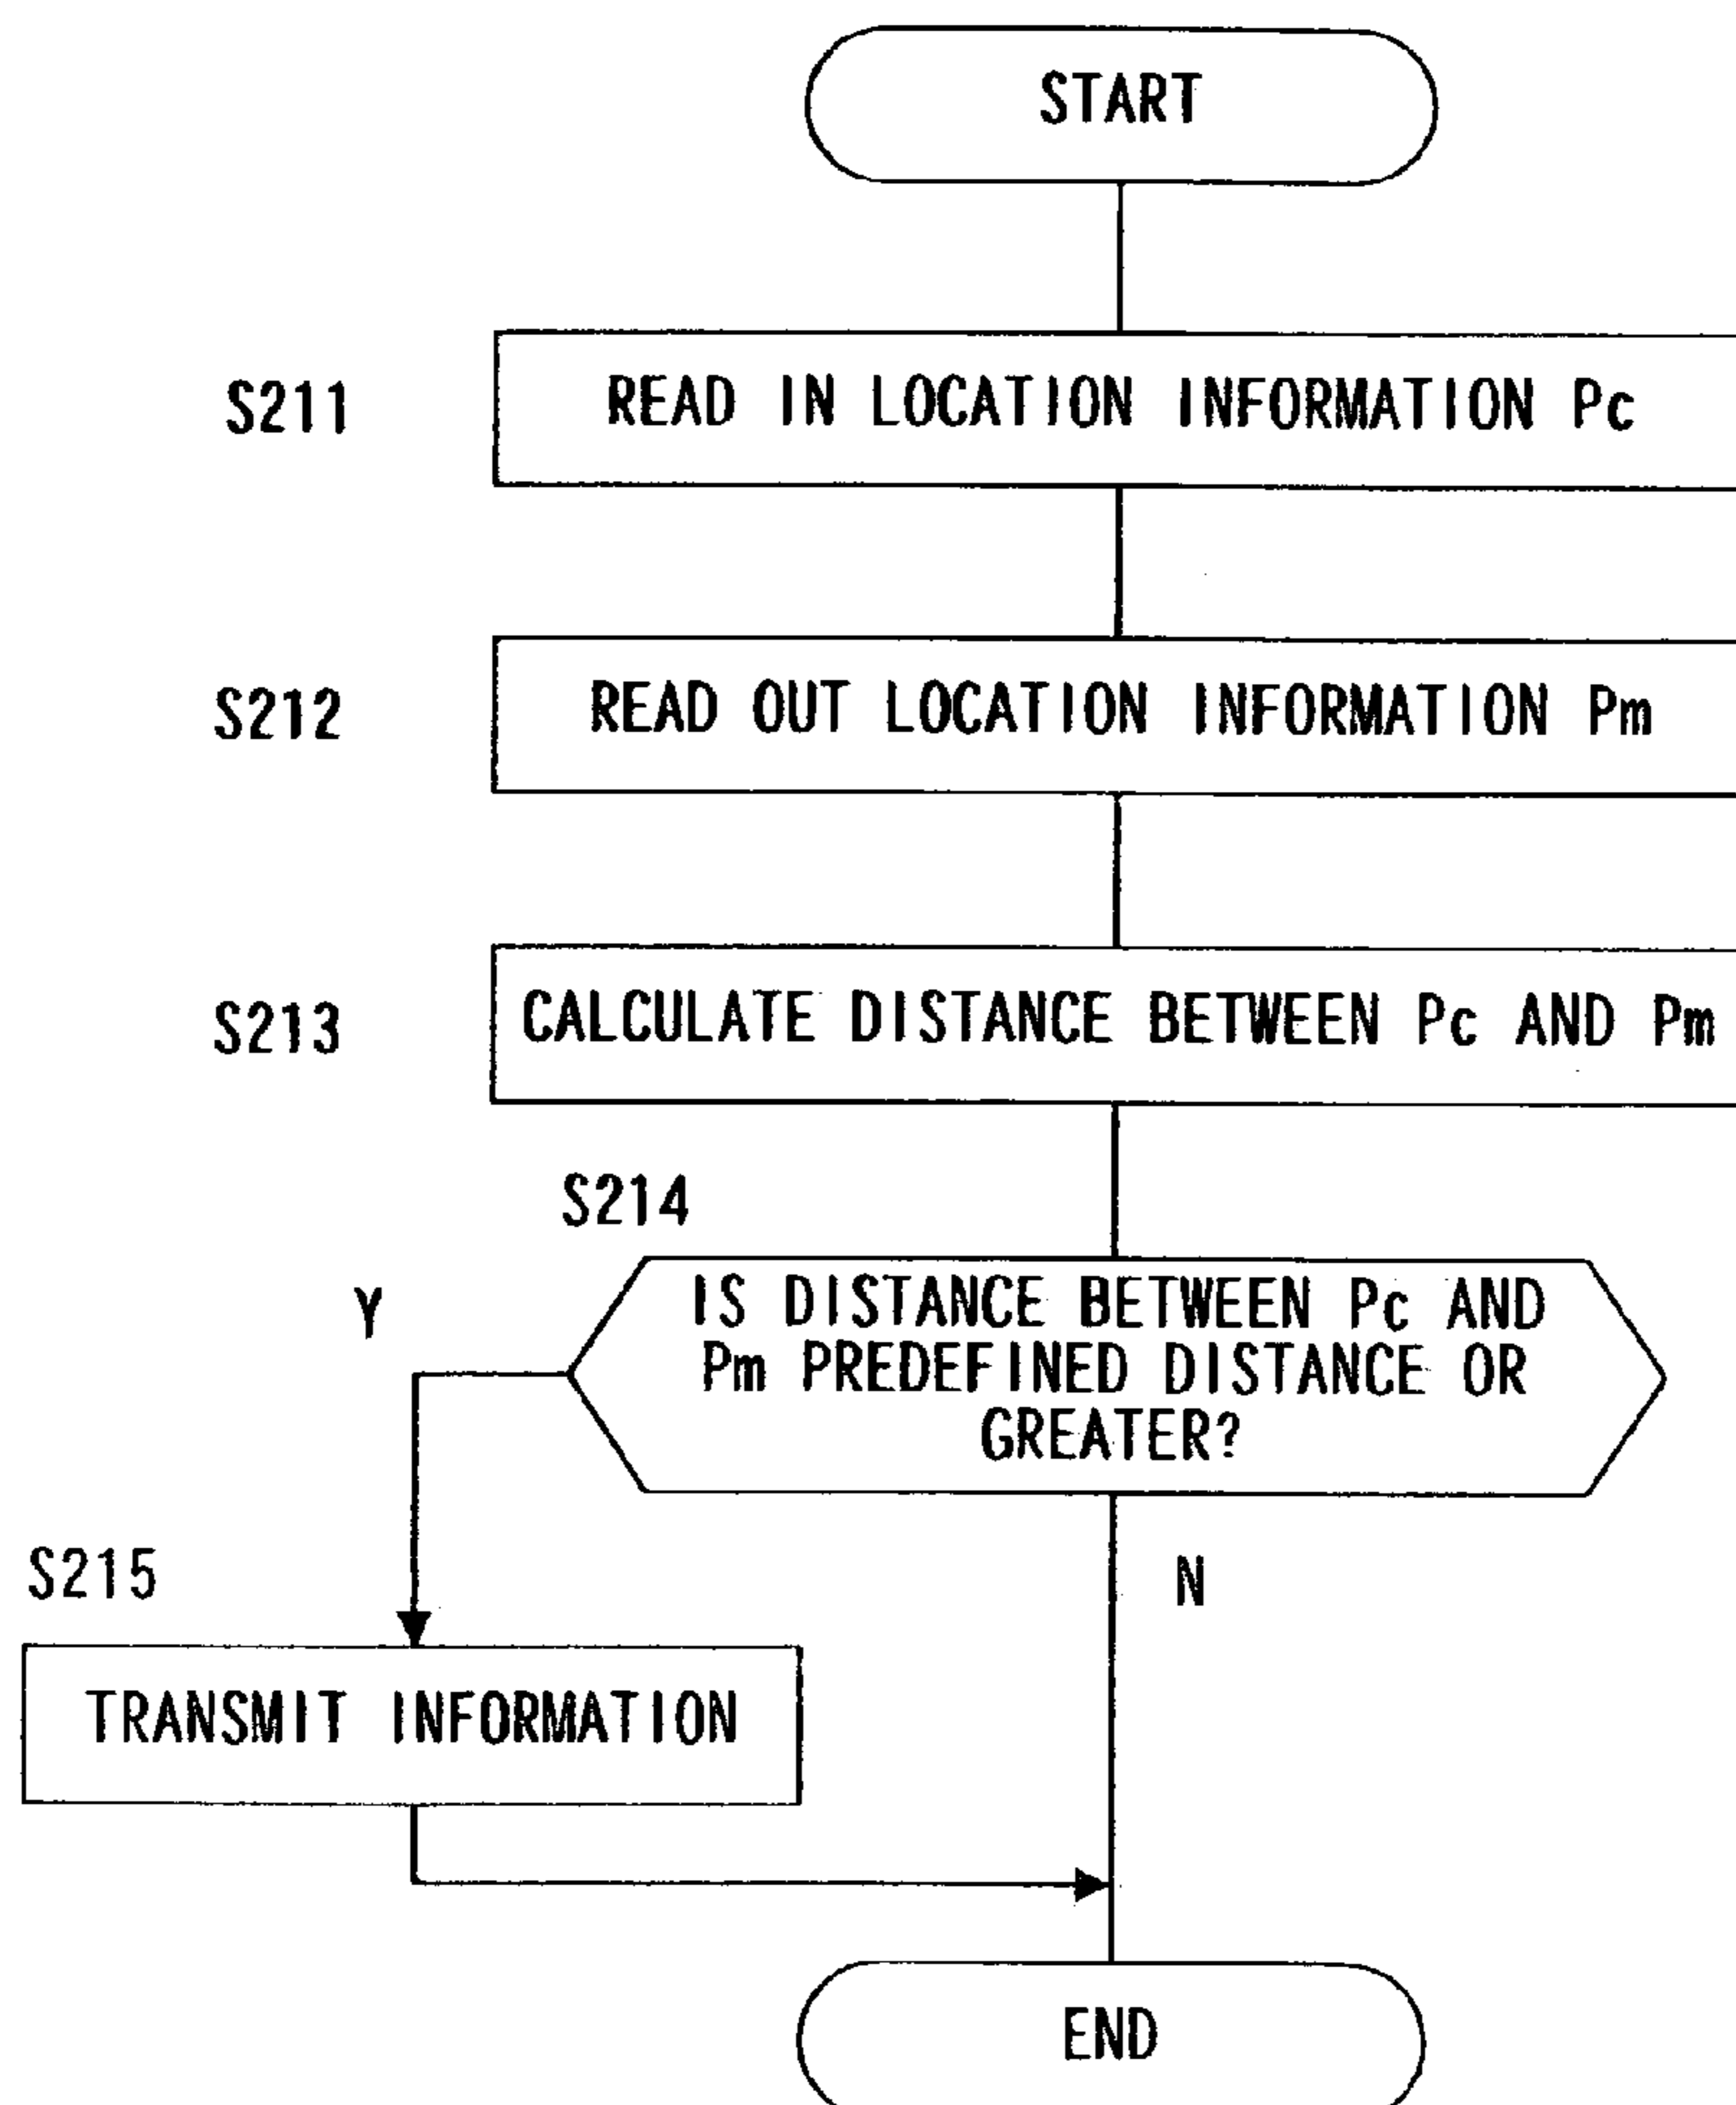 START
S211
READ IN LOCATION INFORMATION Pc
S212
READ OUT LOCATION INFORMATION Pm
S213
CALCULATE DISTANCE BETWEEN Pc AND Pm
S214
Y
IS DISTANCE BETWEEN Pc AND
Pm PREDEFINED DISTANCE OR
GREATER?
S215
N
TRANSMIT INFORMATION
END